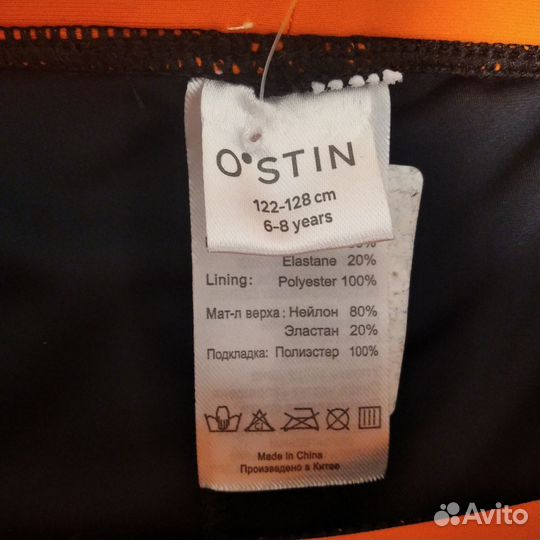 O'STIN
122-128 cm
6-8 years
Elastane 20%
Lining: Polyester 100%
Мат-л верха: Нейлон 80%
Эластан 20%
Подкладка: Полиэстер 100%
Made in China
Произведено в Китае
Avito